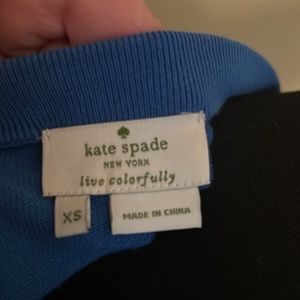 kate spade
NEW YORK
live colorfully
XS
MADE IN CHINA